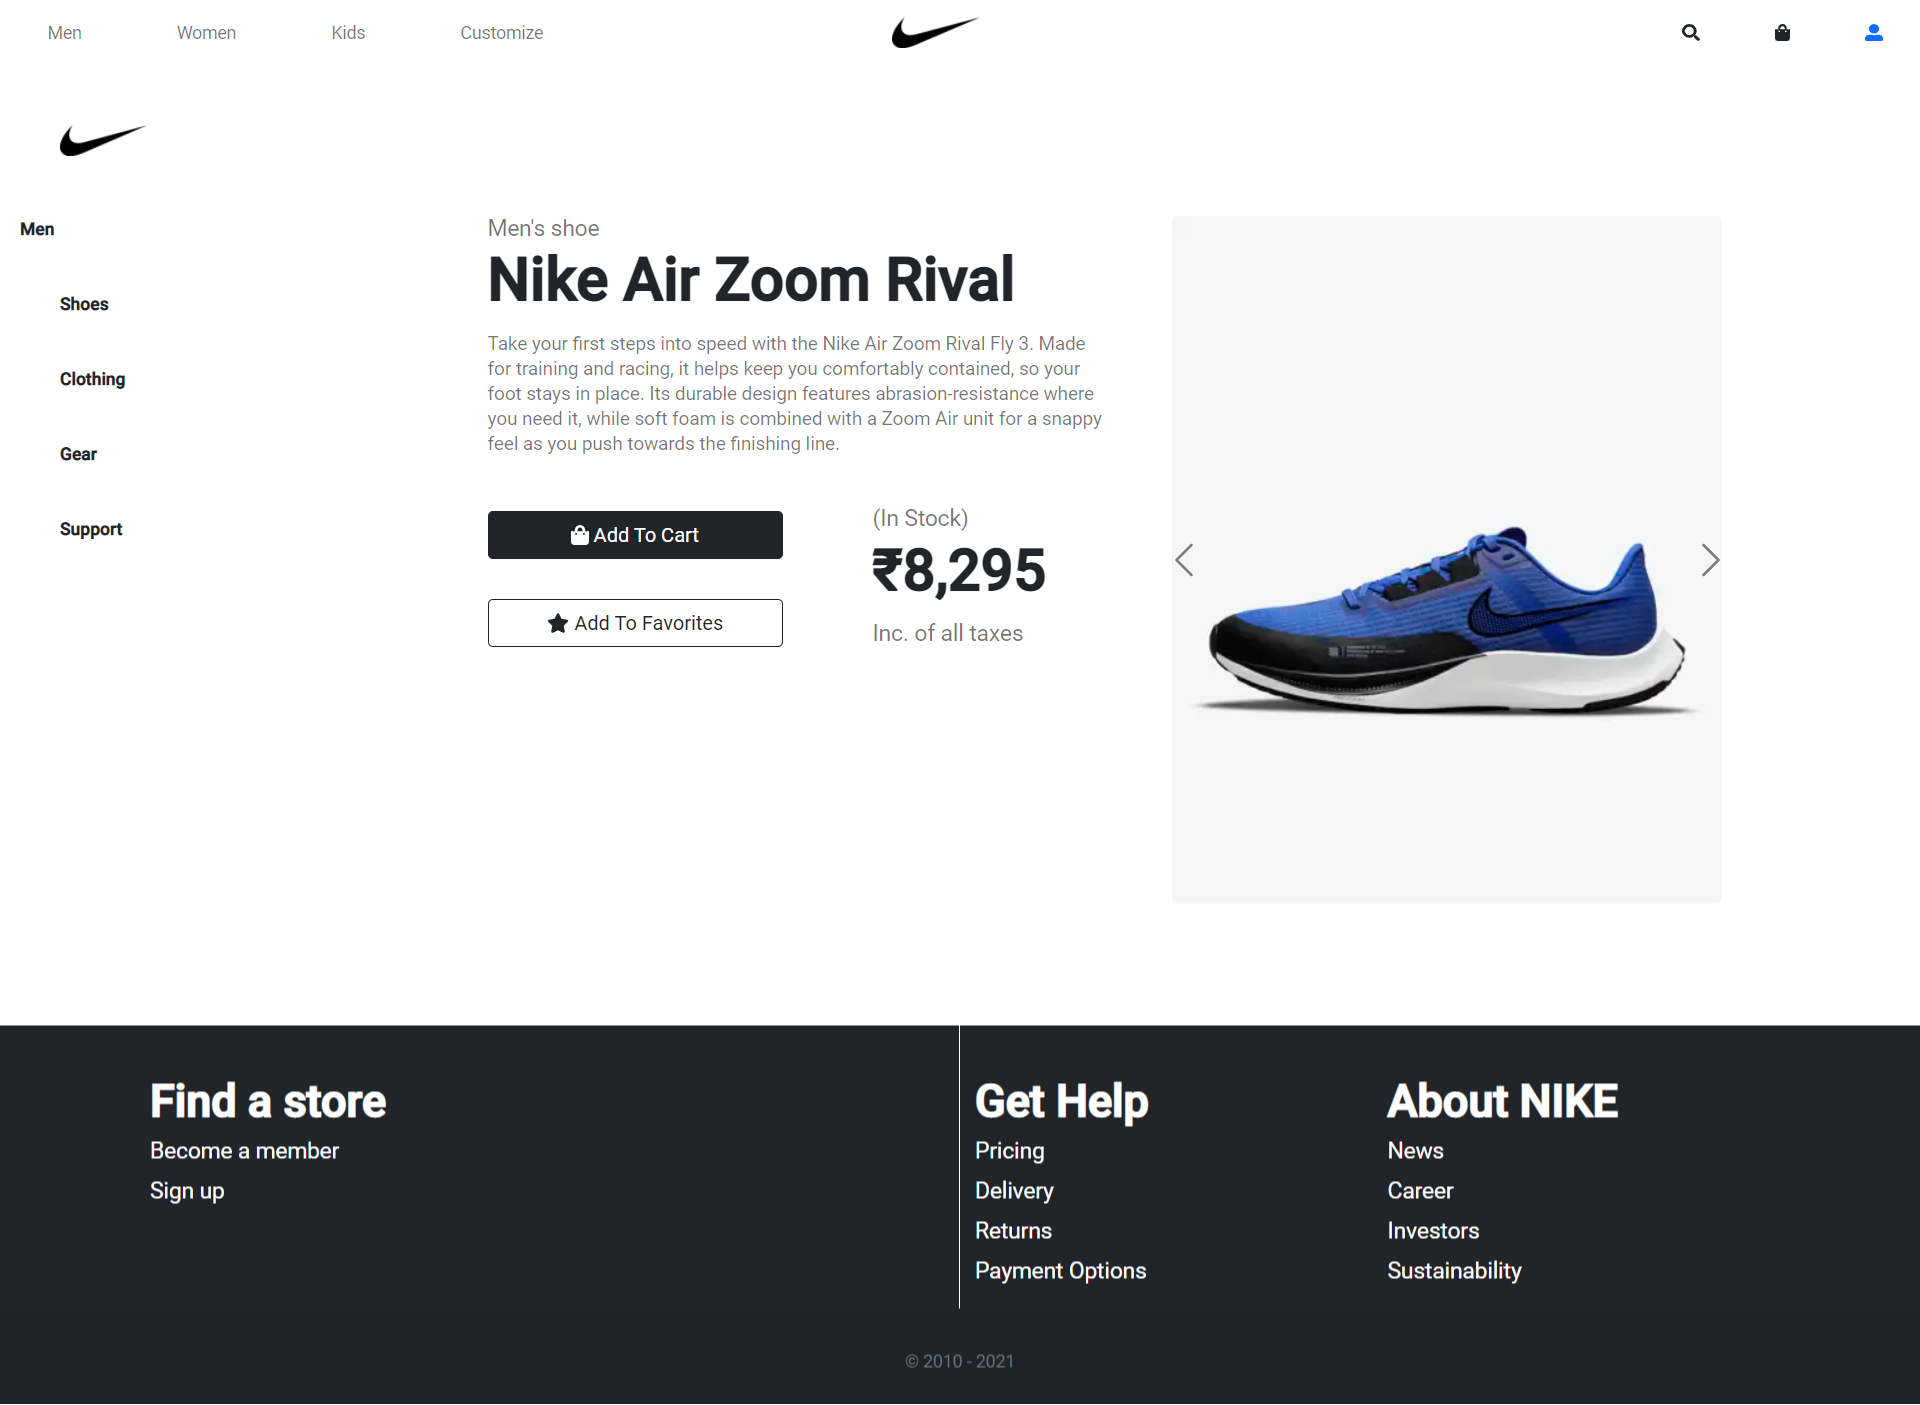 Men
Women
Kids
Customize
Men
Shoes
Clothing
Gear
Support
Men's shoe
Nike Air Zoom Rival
Take your first steps into speed with the Nike Air Zoom Rival Fly 3. Made
for training and racing, it helps keep you comfortably contained, so your
foot stays in place. Its durable design features abrasion-resistance where
you need it, while soft foam is combined with a Zoom Air unit for a snappy
feel as you push towards the finishing line.
Add To Cart
Add To Favorites
(In Stock)
₹8,295
Inc. of all taxes
Find a store
Become a member
Sign up
Get Help
Pricing
Delivery
Returns
Payment Options
About NIKE
News
Career
Investors
Sustainability
© 2010 - 2021